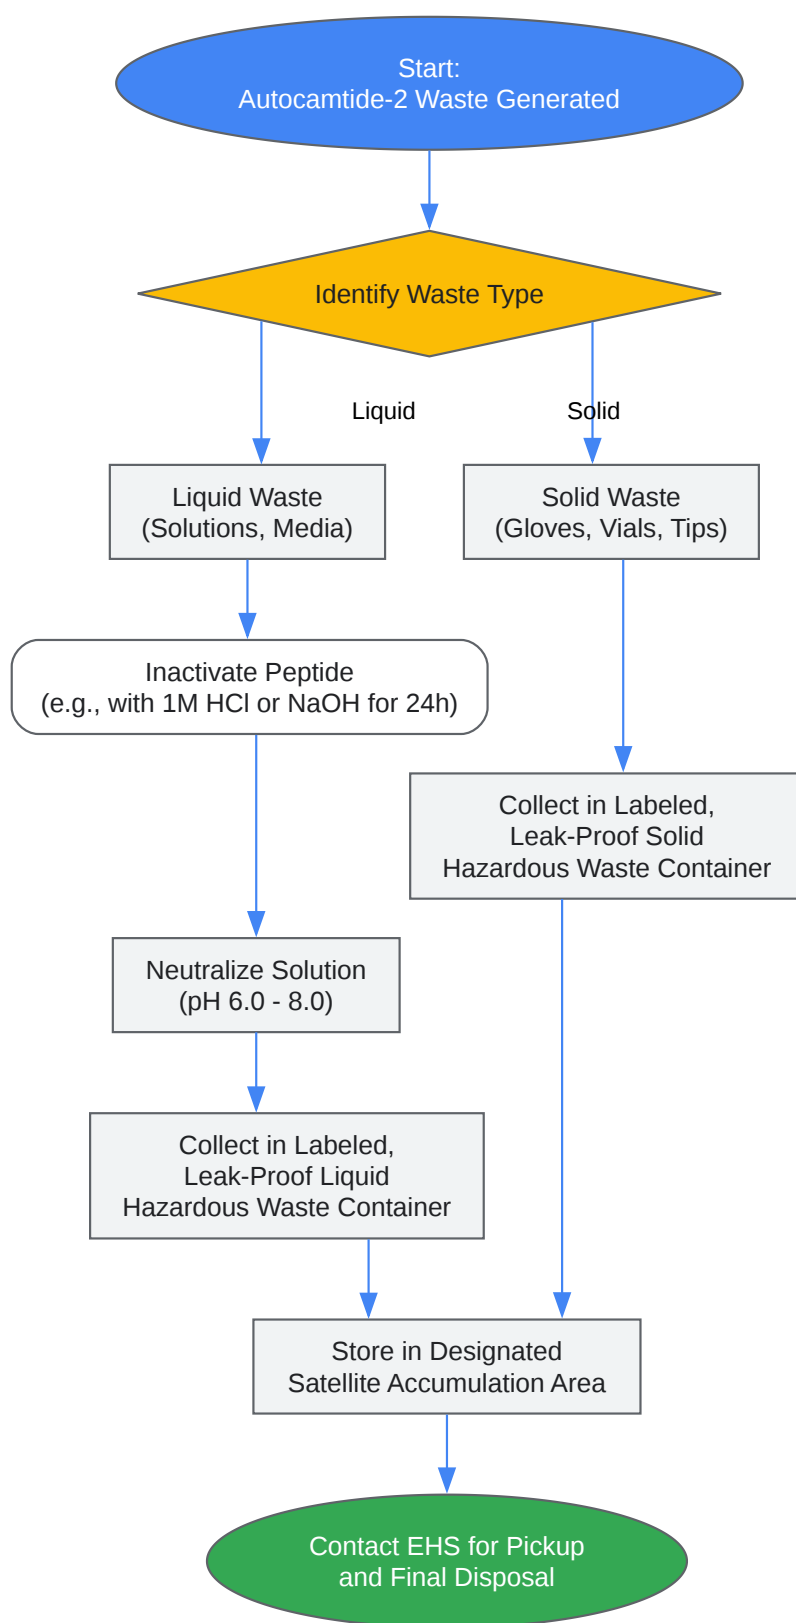 Start:
Autocamtide-2 Waste Generated
Identify Waste Type
Liquid
Solid
Liquid Waste
(Solutions, Media)
Solid Waste
(Gloves, Vials, Tips)
Inactivate Peptide
(e.g., with 1M HCl or NaOH for 24h)
Collect in Labeled,
Leak-Proof Solid
Hazardous Waste Container
Neutralize Solution
(pH 6.0 - 8.0)
Collect in Labeled,
Leak-Proof Liquid
Hazardous Waste Container
Store in Designated
Satellite Accumulation Area
Contact EHS for Pickup
and Final Disposal